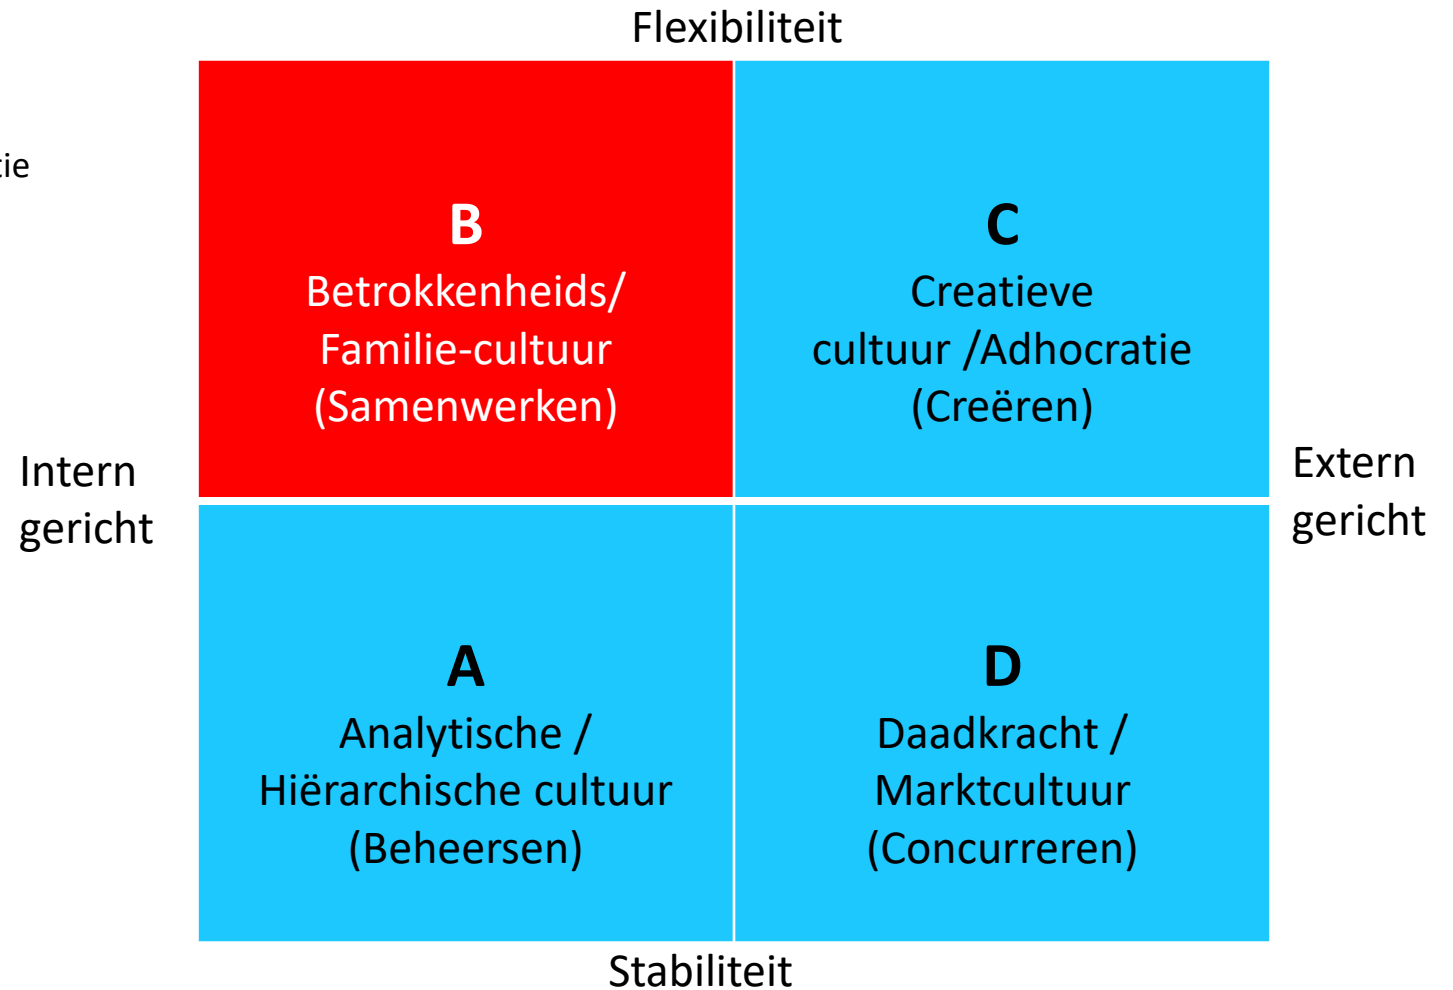 Flexibiliteit
tie
B
Betrokkenheids/
Familie-cultuur
(Samenwerken)
C
Creatieve
cultuur /Adhocratie
(Creëren)
Intern
gericht
Extern
gericht
A
Analytische /
Hiërarchische cultuur
(Beheersen)
D
Daadkracht /
Marktcultuur
(Concurreren)
Stabiliteit